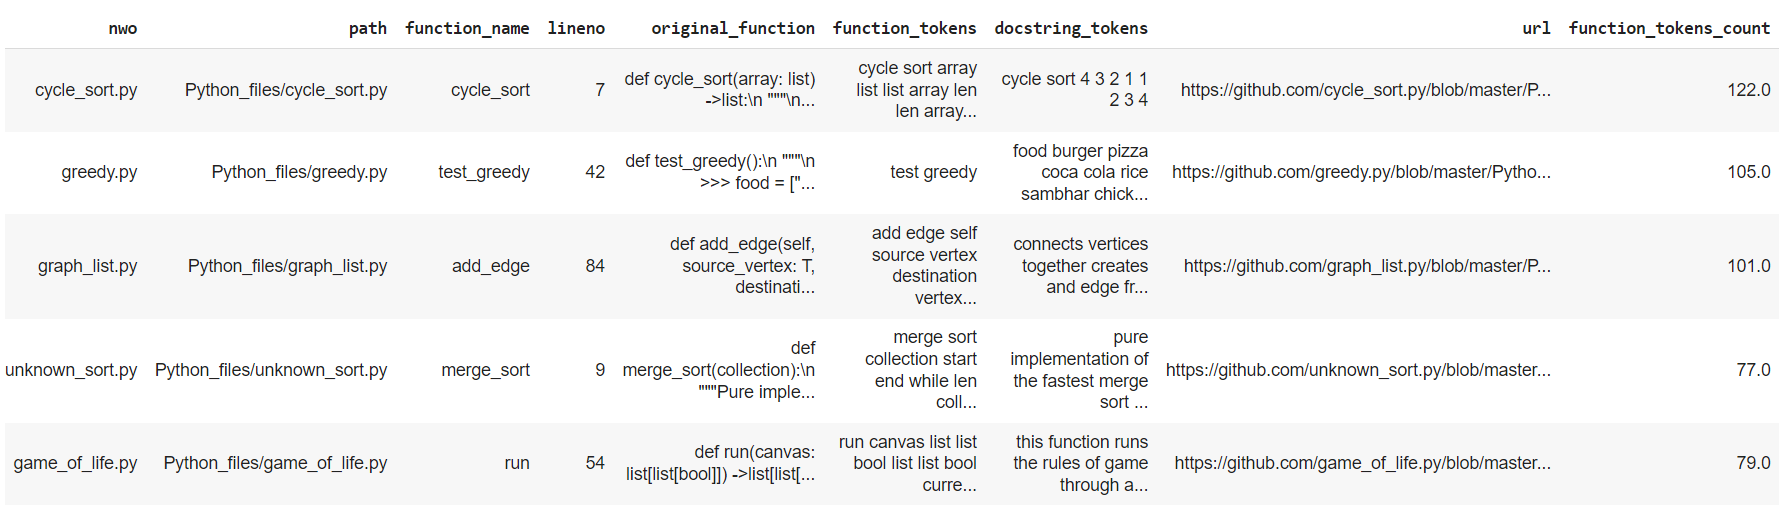 nwo path function_name lineno original_function function_tokens docstring_tokens url function_tokens_count
cycle_sort.py Python_files/cycle_sort.py cycle_sort 7 def cycle_sort(array: list) ->list:\n """\n... cycle sort array list list array len len array... cycle sort 4 3 2 1 1 2 3 4 https://github.com/cycle_sort.py/blob/master/P... 122.0
greedy.py Python_files/greedy.py test_greedy 42 def test_greedy():\n """\n >>> food = ["... test greedy food burger pizza coca cola rice sambhar chick... https://github.com/greedy.py/blob/master/Pytho... 105.0
graph_list.py Python_files/graph_list.py add_edge 84 def add_edge(self, source_vertex: T, destinati... add edge self source vertex destination vertex... connects vertices together creates and edge fr... https://github.com/graph_list.py/blob/master/P... 101.0
unknown_sort.py Python_files/unknown_sort.py merge_sort 9 def merge_sort(collection):\n """Pure imple... merge sort collection start end while len coll... pure implementation of the fastest merge sort ... https://github.com/unknown_sort.py/blob/master... 77.0
game_of_life.py Python_files/game_of_life.py run 54 def run(canvas: list[list[bool]]) ->list[list[... run canvas list list bool list list bool curre... this function runs the rules of game through a... https://github.com/game_of_life.py/blob/master... 79.0